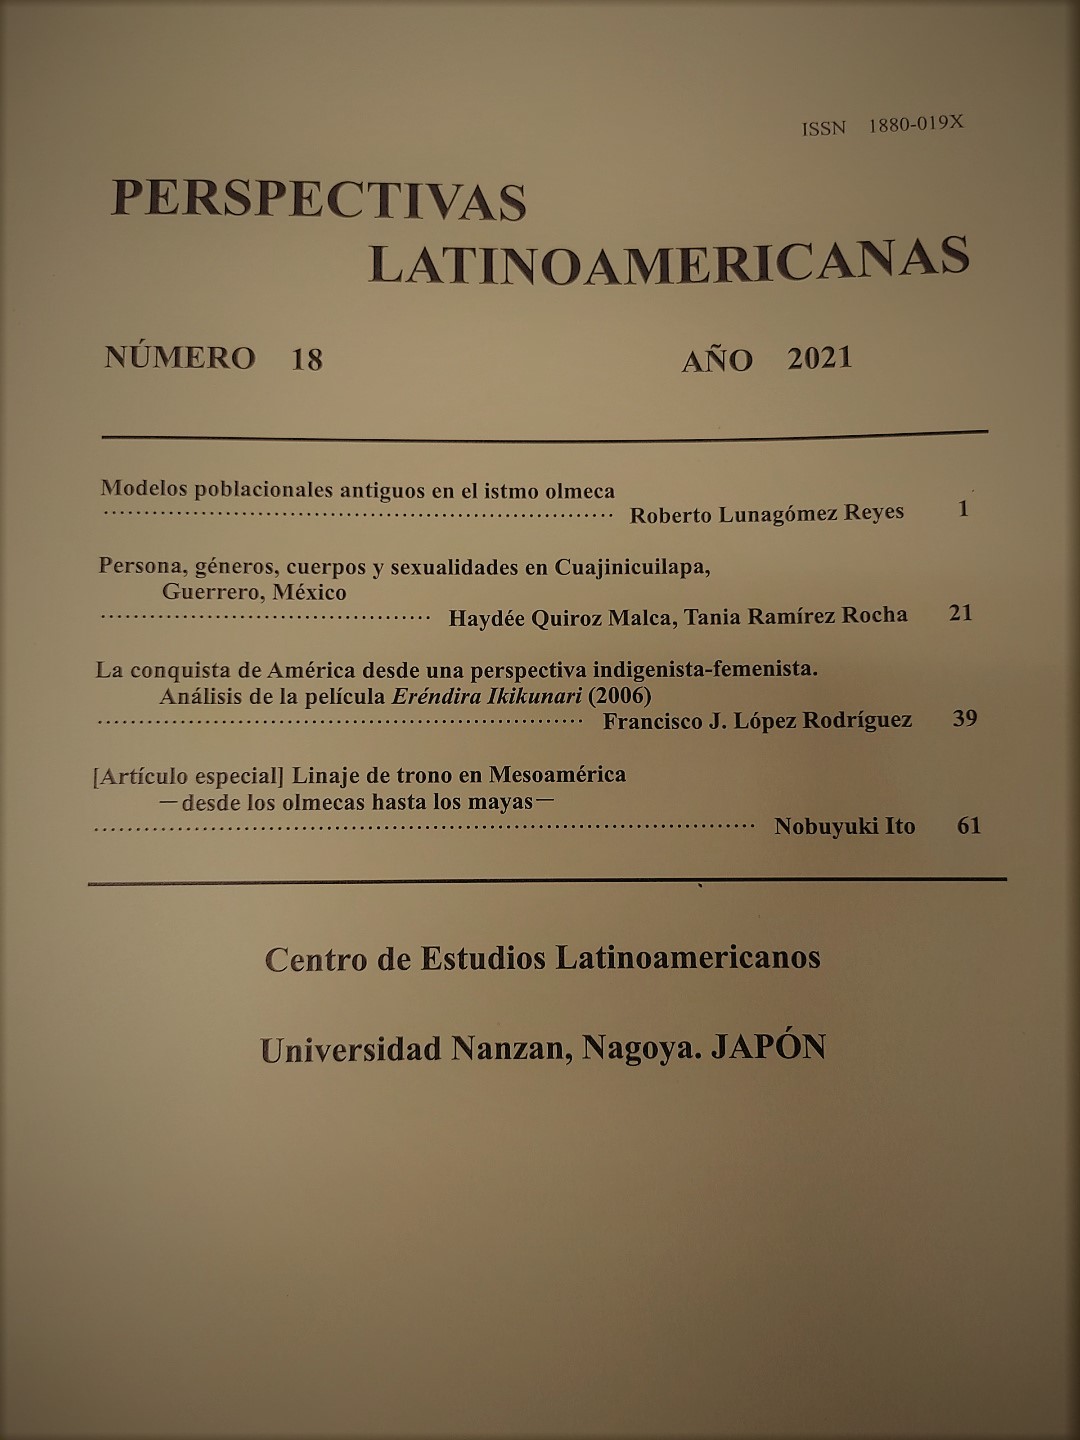 ISSN 1880-019X
PERSPECTIVAS
LATINOAMERICANAS
NÚMERO 18 AÑO 2021
Modelos poblacionales antiguos en el istmo olmeca
Roberto Lunagómez Reyes 1
Persona, géneros, cuerpos y sexualidades en Cuajinicuilapa,
Guerrero, México
Haydée Quiroz Malca, Tania Ramírez Rocha 21
La conquista de América desde una perspectiva indigenista-femenista.
Análisis de la película Eréndira Ikikunari (2006)
Francisco J. López Rodríguez 39
[Artículo especial] Linaje de trono en Mesoamérica
—desde los olmecas hasta los mayas—
Nobuyuki Ito 61
Centro de Estudios Latinoamericanos
Universidad Nanzan, Nagoya. JAPÓN